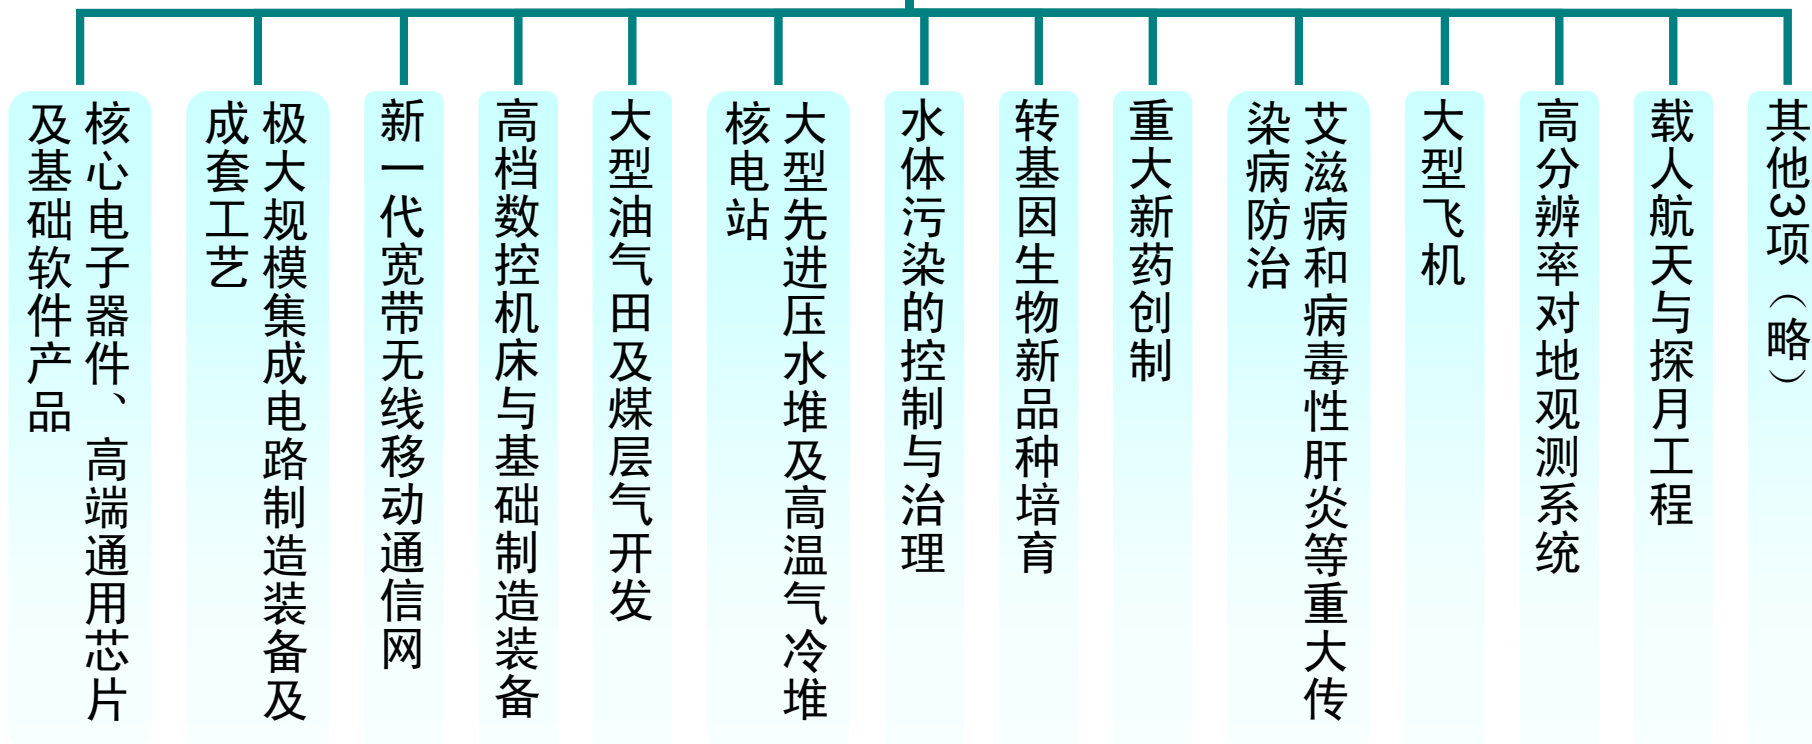 核心电子器件、高端通用芯片
及基础软件产品
极大规模集成电路制造装备及
成套工艺
新一代宽带无线移动通信网
高档数控机床与基础制造装备
大型油气田及煤层气开发
大型先进压水堆及高温气冷堆
核电站
水体污染的控制与治理
转基因生物新品种培育
重大新药创制
艾滋病和病毒性肝炎等重大传
染病防治
大型飞机
高分辨率对地观测系统
载人航天与探月工程
其他3项（略）